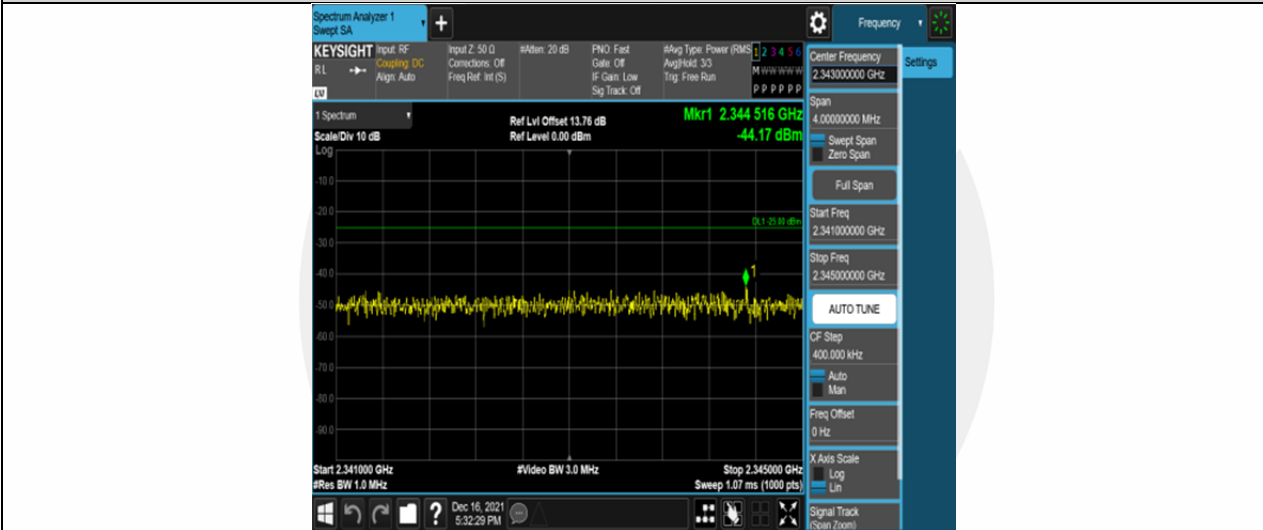 Spectrum Analyzer 1
Swept SA
+
Frequency
KEYSIGHT
RL
LV
Input: RF
Coupling: DC
Align: Auto
Input Z: 50 Ω
Corrections: Off
Freq Ref: Int (S)
#Atten: 20 dB
PNO: Fast
Gate: Off
IF Gain: Low
Sig Track: Off
#Avg Type: Power (RMS
Avg|Hold: 3/3
Trig: Free Run
1 2 3 4 5 6
M W W W W W
P P P P P P
1 Spectrum
Scale/Div 10 dB
Log
Ref Lvl Offset 13.76 dB
Ref Level 0.00 dBm
Mkr1 2.344 516 GHz
-44.17 dBm
-10.0
-20.0
DL1 -25.00 dBm
-30.0
-40.0
1
-50.0
-60.0
-70.0
-80.0
-90.0
Start 2.341000 GHz
#Res BW 1.0 MHz
#Video BW 3.0 MHz
Stop 2.345000 GHz
Sweep 1.07 ms (1000 pts)
?
Dec 16, 2021
5:32:29 PM
Center Frequency
2.343000000 GHz
Settings
Span
4.00000000 MHz
Swept Span
Zero Span
Full Span
Start Freq
2.341000000 GHz
Stop Freq
2.345000000 GHz
AUTO TUNE
CF Step
400.000 kHz
Auto
Man
Freq Offset
0 Hz
X Axis Scale
Log
Lin
Signal Track
(Span Zoom)